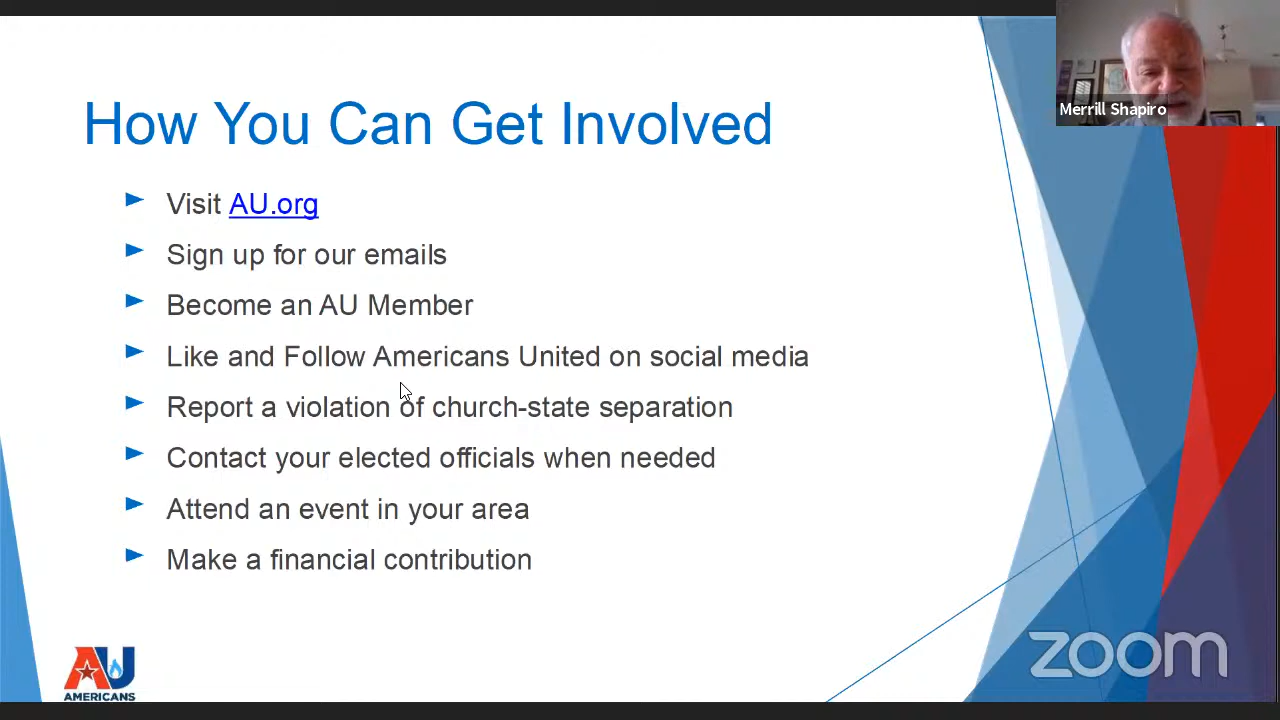 Merrill Shapiro
How You Can Get Involved
Visit AU.org
Sign up for our emails
Become an AU Member
Like and Follow Americans United on social media
Report a violation of church-state separation
Contact your elected officials when needed
Attend an event in your area
Make a financial contribution
AU
AMERICANS
zoom